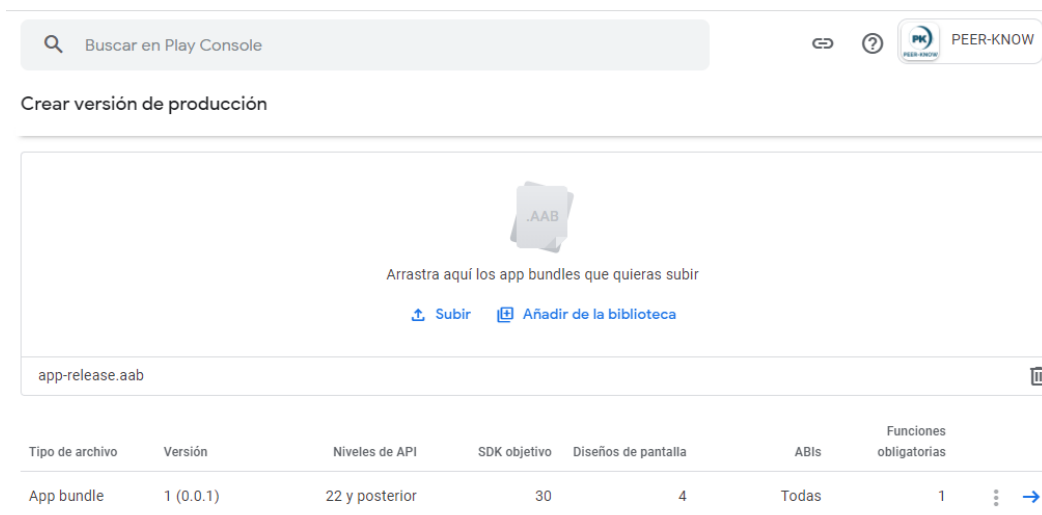 Buscar en Play Console
PK
PEER-KNOW
PEER-KNOW
Crear versión de producción
.AAB
Arrastra aquí los app bundles que quieras subir
Subir
Añadir de la biblioteca
app-release.aab
Tipo de archivo Versión Niveles de API SDK objetivo Diseños de pantalla ABIs Funciones obligatorias
App bundle 1 (0.0.1) 22 y posterior 30 4 Todas 1